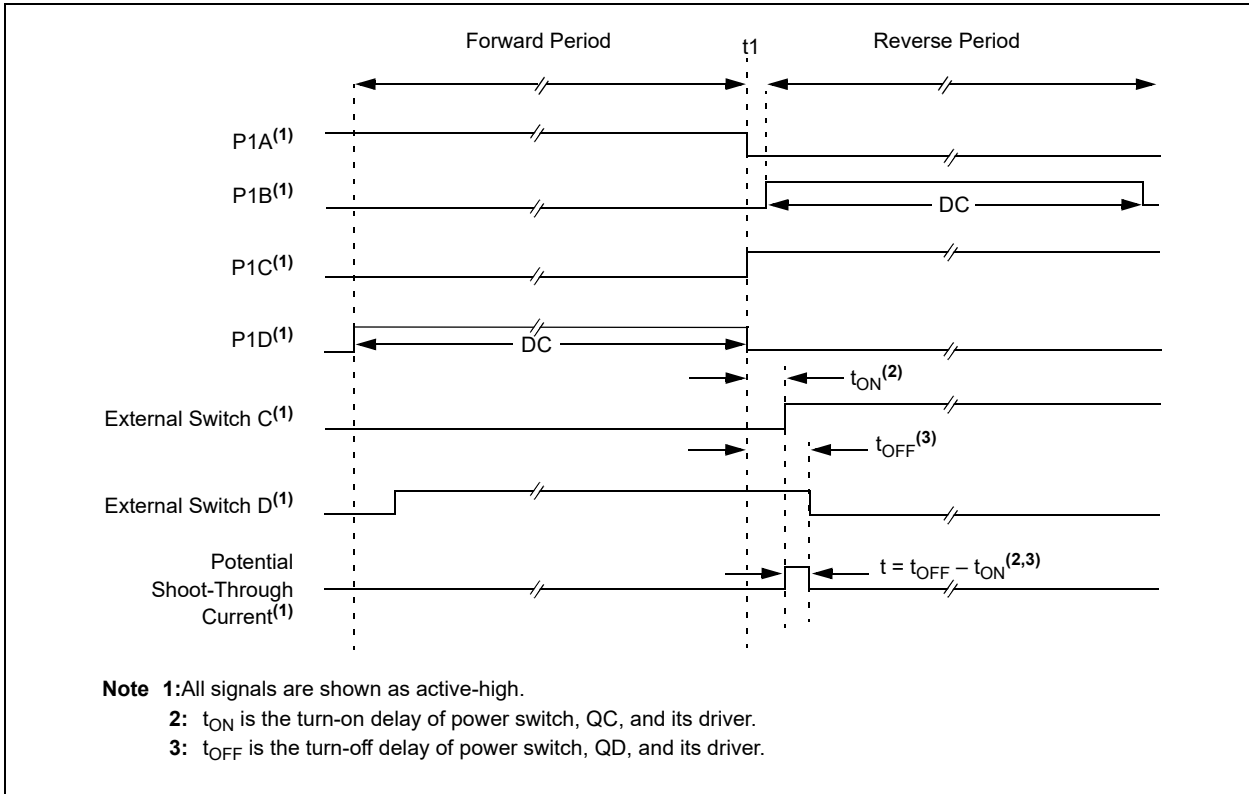 Forward Period
t1
Reverse Period
P1A(1)
P1B(1)
DC
P1C(1)
P1D(1)
DC
tON(2)
External Switch C(1)
tOFF(3)
External Switch D(1)
Potential
Shoot-Through
Current(1)
t = tOFF – tON(2,3)
Note 1:All signals are shown as active-high.
2: tON is the turn-on delay of power switch, QC, and its driver.
3: tOFF is the turn-off delay of power switch, QD, and its driver.